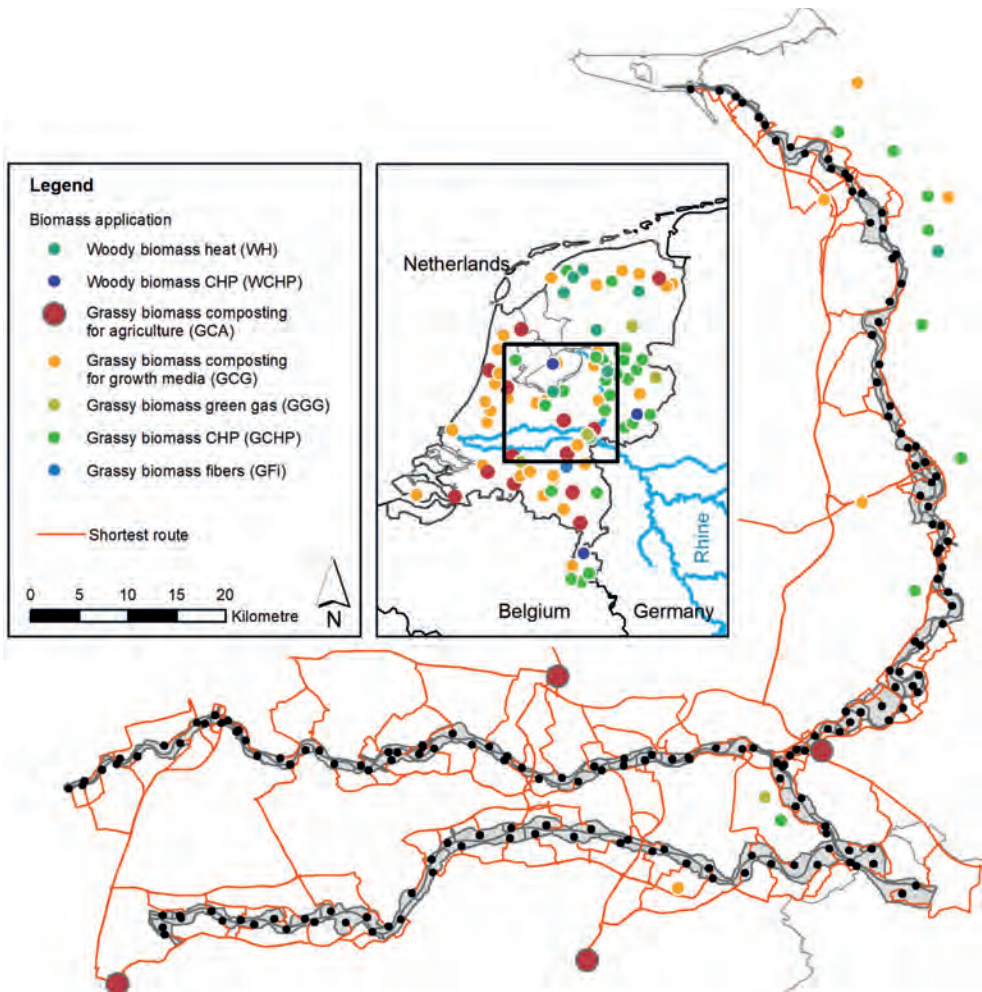 Legend
Biomass application
Woody biomass heat (WH)
Woody biomass CHP (WCHP)
Grassy biomass composting
for agriculture (GCA)
Grassy biomass composting
for growth media (GCG)
Grassy biomass green gas (GGG)
Grassy biomass CHP (GCHP)
Grassy biomass fibers (GFi)
Shortest route
0 5 10 15 20
Kilometre
N
Netherlands
Rhine
Belgium
Germany